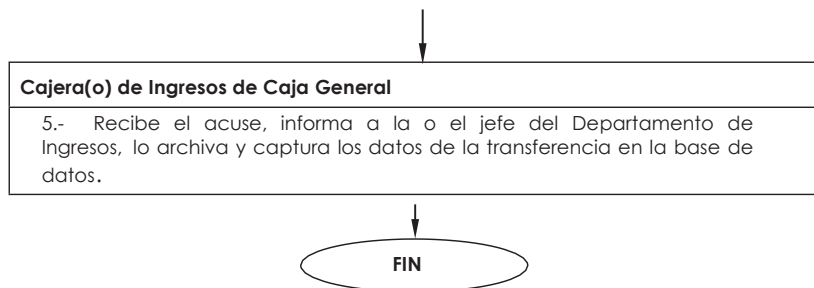 Cajera(o) de Ingresos de Caja General
5.- Recibe el acuse, informa a la o el jefe del Departamento de
Ingresos, lo archiva y captura los datos de la transferencia en la base de
datos.
FIN